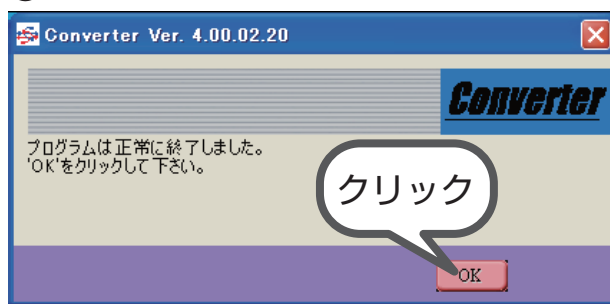 Converter Ver. 4.00.02.20
Converter
プログラムは正常に終了しました。
'OK'をクリックして下さい。
クリック
OK